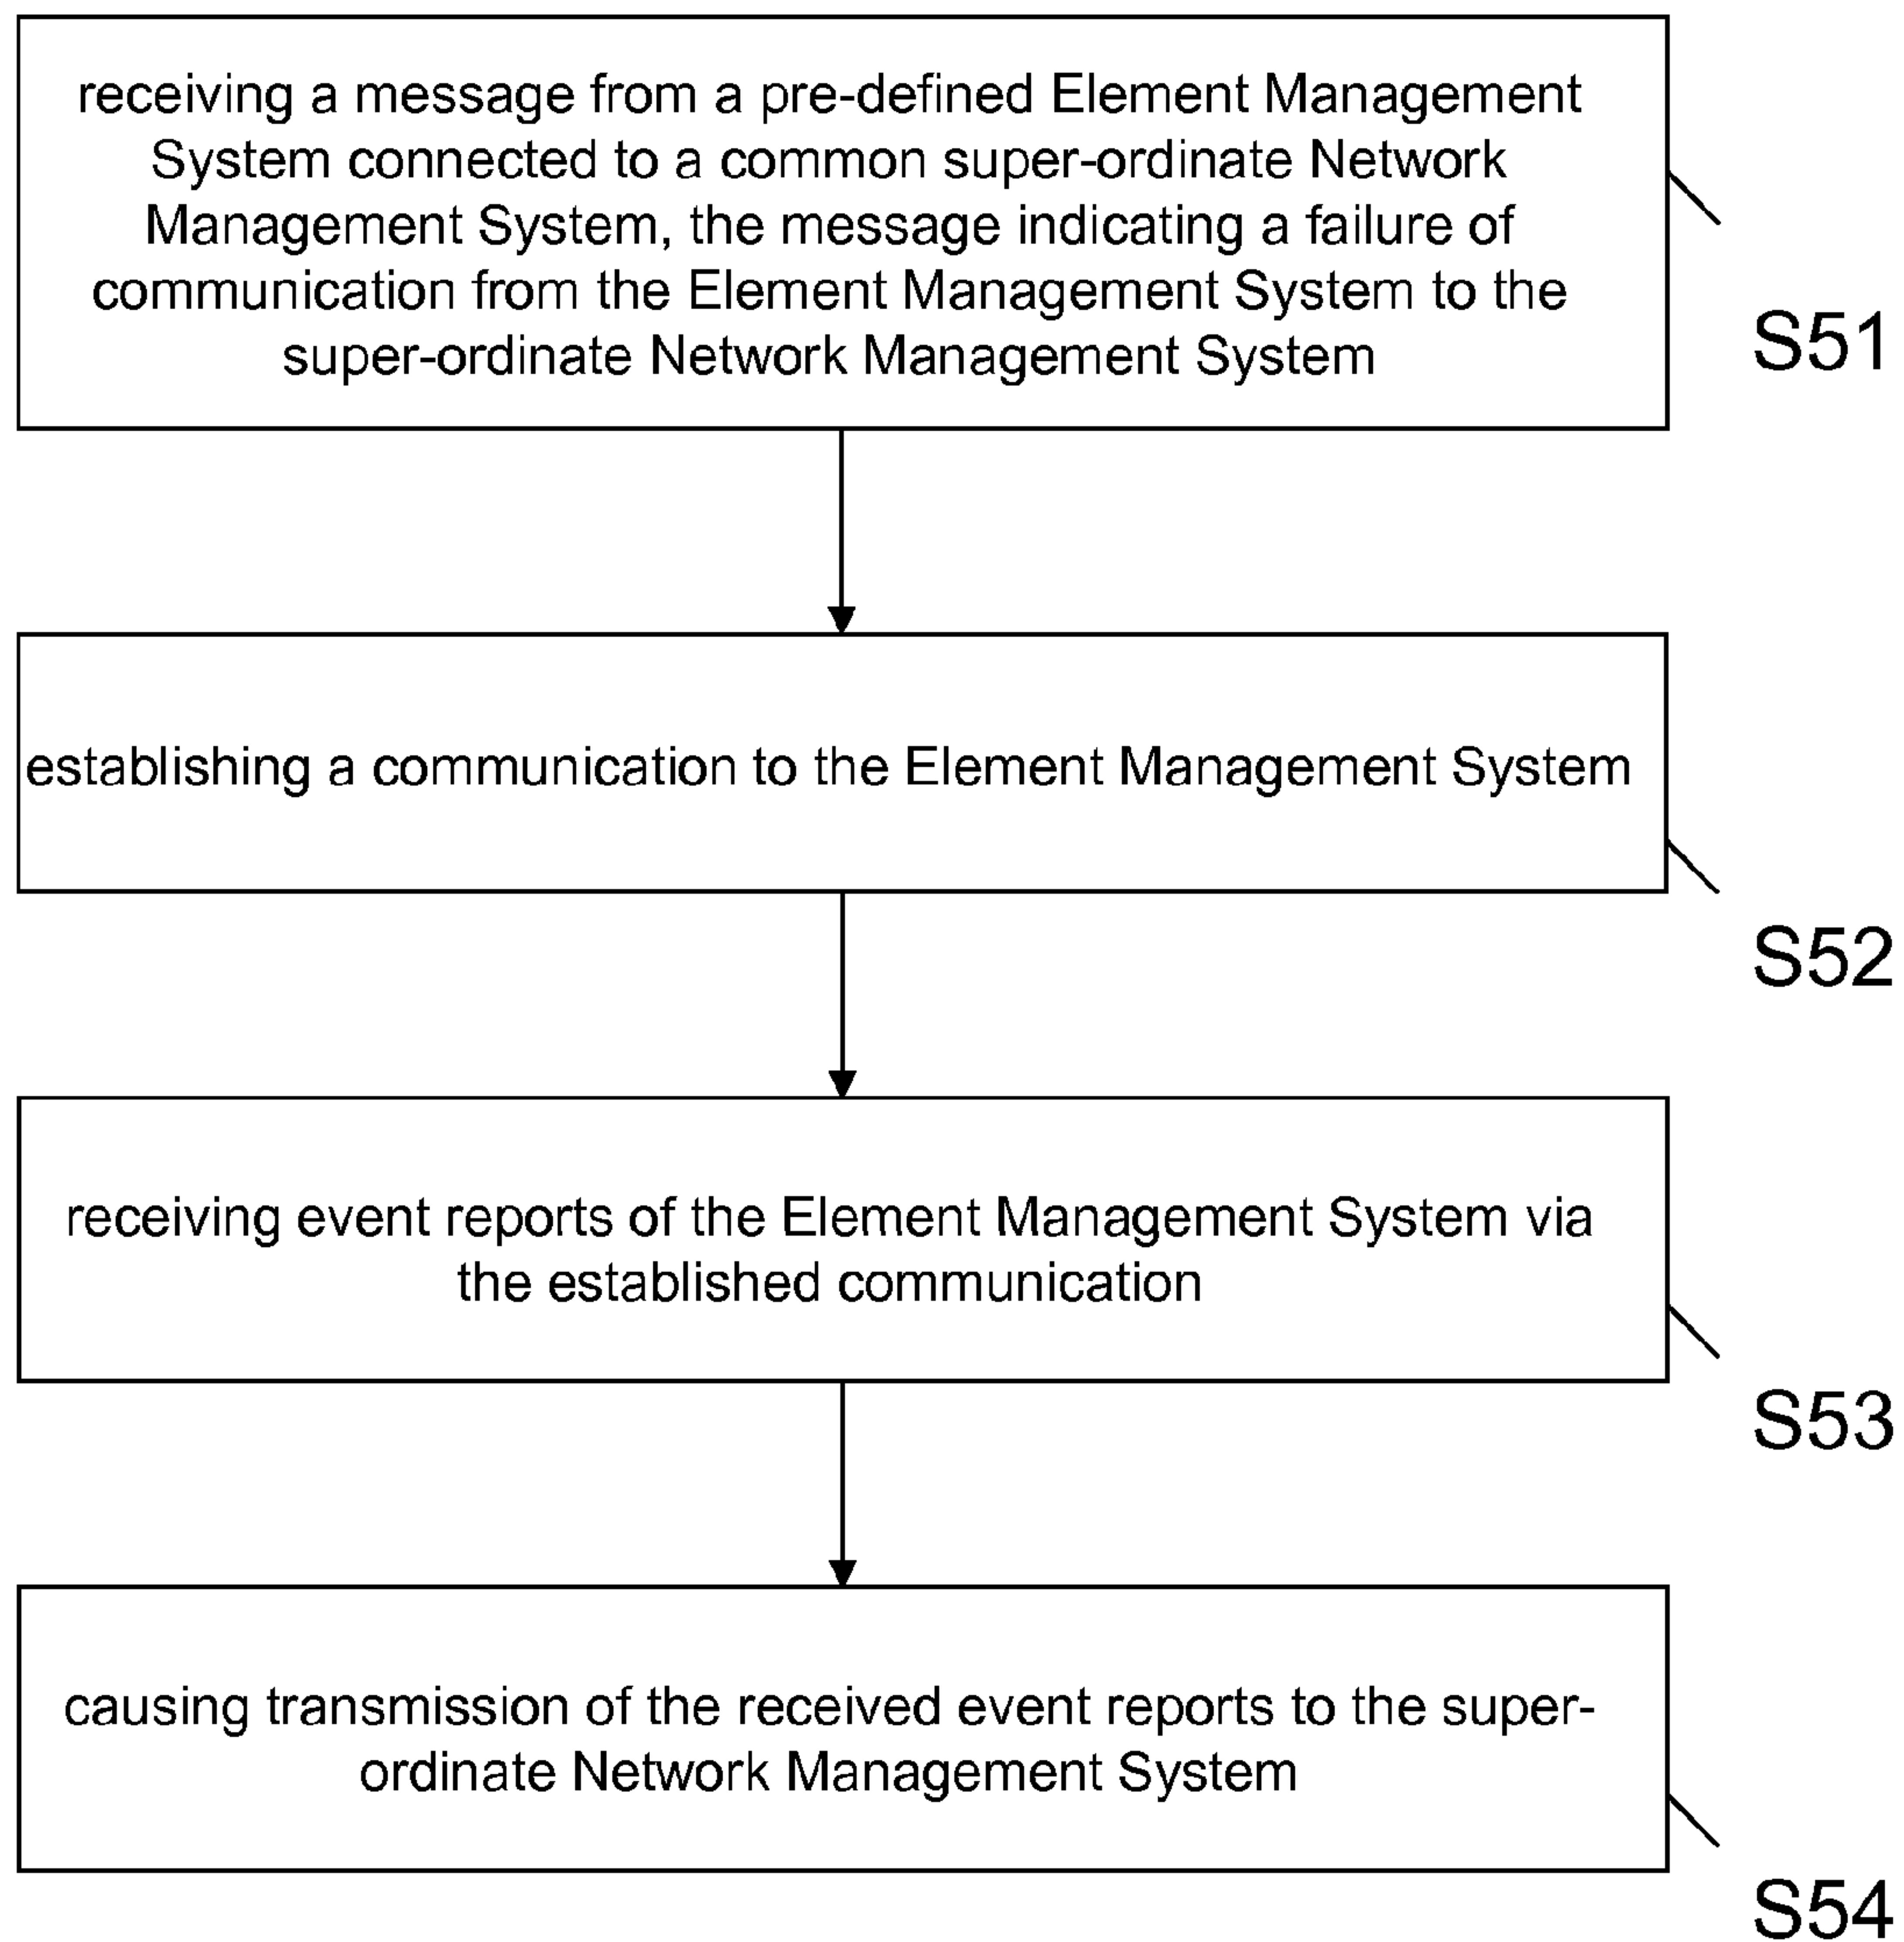 receiving a message from a pre-defined Element Management
System connected to a common super-ordinate Network
Management System, the message indicating a failure of
communication from the Element Management System to the
super-ordinate Network Management System
S51
establishing a communication to the Element Management System
S52
receiving event reports of the Element Management System via
the established communication
S53
causing transmission of the received event reports to the super-
ordinate Network Management System
S54